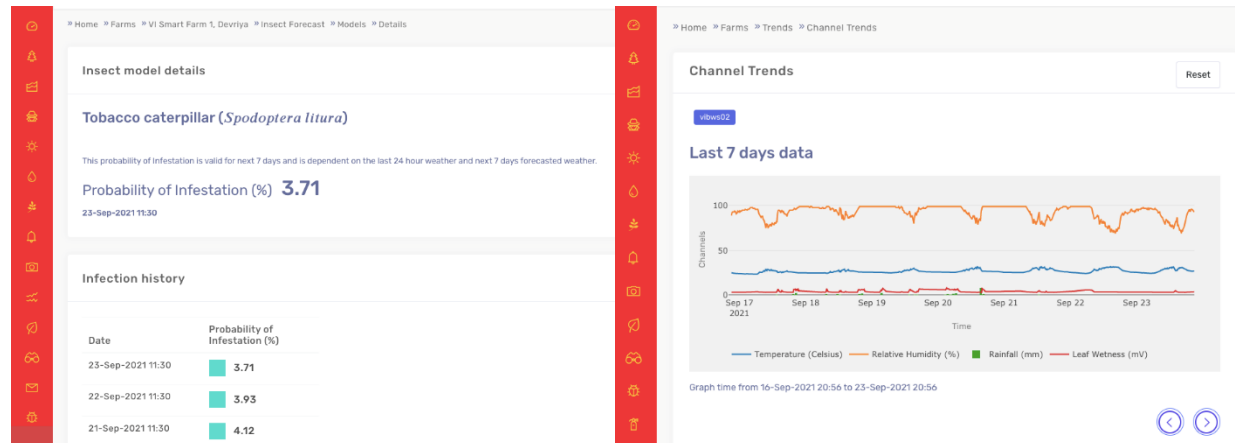 » Home » Farms » VI Smart Farm 1, Devriya » Insect Forecast » Models » Details
Insect model details
Tobacco caterpillar (Spodoptera litura)
This probability of infestation is valid for next 7 days and is dependent on the last 24 hour weather and next 7 days forecasted weather.
Probability of Infestation (%) 3.71
23-Sep-2021 11:30
Infection history
Date Probability of Infestation (%)
23-Sep-2021 11:30 3.71
22-Sep-2021 11:30 3.93
21-Sep-2021 11:30 4.12
» Home » Farms » Trends » Channel Trends
Channel Trends
Reset
vibws02
Last 7 days data
100
50
0
Channels
Sep 17 Sep 18 Sep 19 Sep 20 Sep 21 Sep 22 Sep 23
2021
Time
Temperature (Celsius) Relative Humidity (%) Rainfall (mm) Leaf Wetness (mV)
Graph time from 16-Sep-2021 20:56 to 23-Sep-2021 20:56